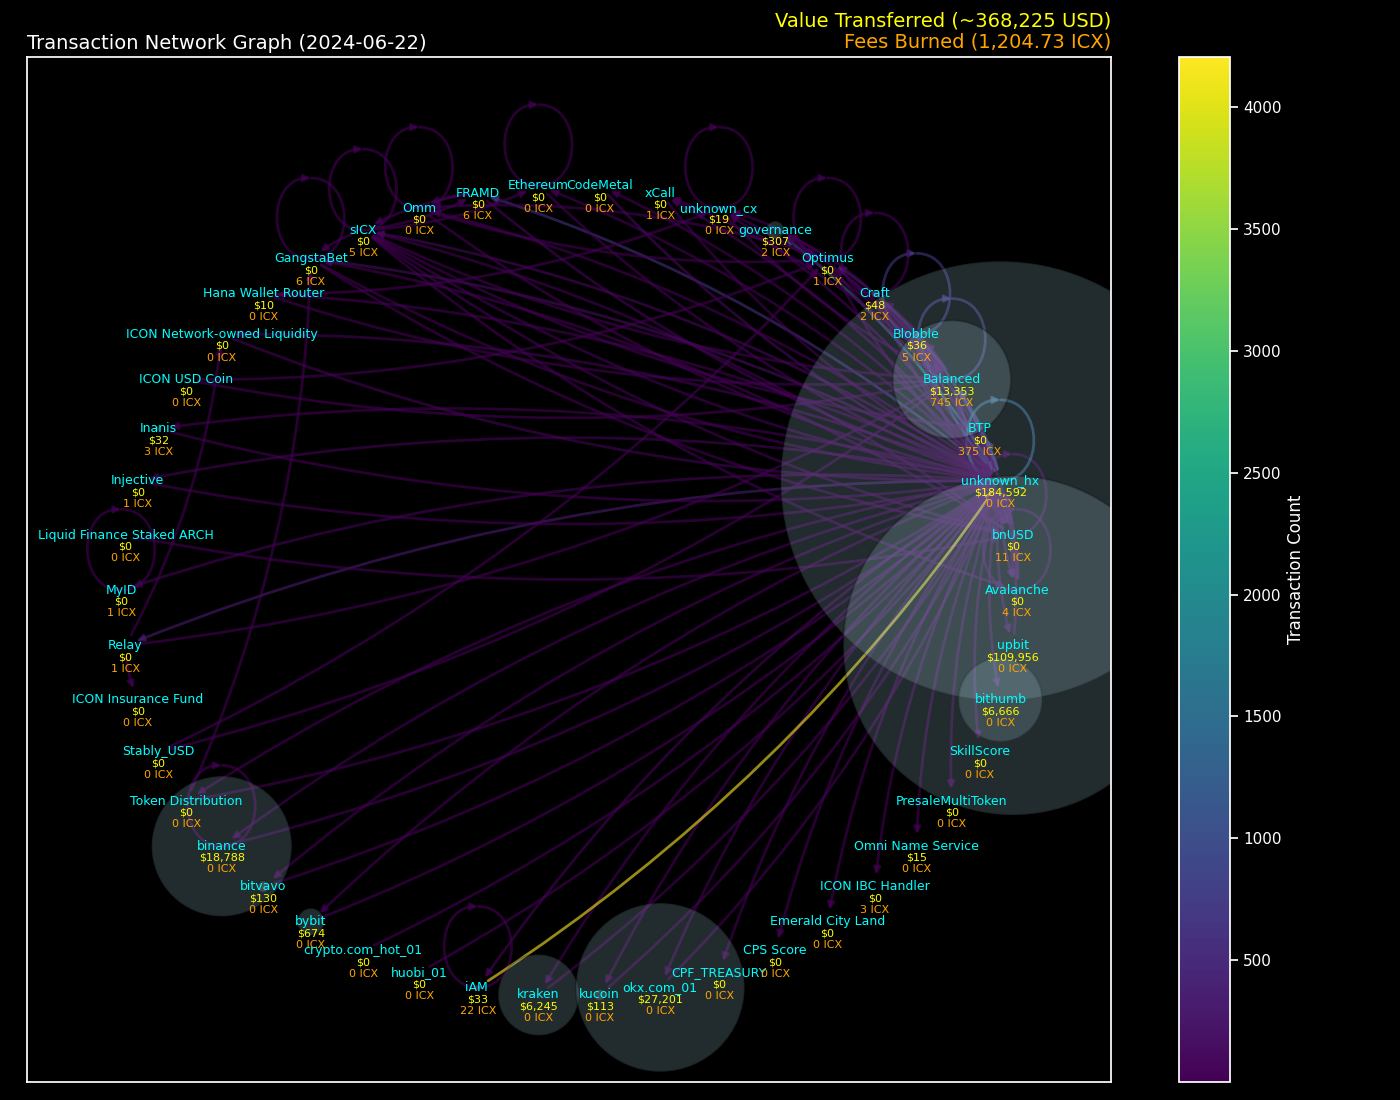 Value Transferred (~368,225 USD)
Transaction Network Graph (2024-06-22)
Fees Burned (1,204.73 ICX)
Ethereum
$0
0 ICX
CodeMetal
$0
0 ICX
FRAMD
$0
6 ICX
xCall
$0
1 ICX
Omm
$0
0 ICX
unknown_cx
$19
0 ICX
sICX
$0
5 ICX
governance
$307
2 ICX
GangstaBet
$0
6 ICX
Optimus
$0
1 ICX
Hana Wallet Router
$10
0 ICX
Craft
$48
2 ICX
ICON Network-owned Liquidity
$0
0 ICX
Blobble
$36
5 ICX
ICON USD Coin
$0
0 ICX
Balanced
$13,353
745 ICX
Inanis
$32
3 ICX
BTP
$0
375 ICX
Injective
$0
1 ICX
unknown_hx
$184,592
0 ICX
Liquid Finance Staked ARCH
$0
0 ICX
bnUSD
$0
11 ICX
MyID
$0
1 ICX
Avalanche
$0
4 ICX
Relay
$0
1 ICX
upbit
$109,956
0 ICX
ICON Insurance Fund
$0
0 ICX
bithumb
$6,666
0 ICX
Stably_USD
$0
0 ICX
SkillScore
$0
0 ICX
Token Distribution
$0
0 ICX
PresaleMultiToken
$0
0 ICX
binance
$18,788
0 ICX
Omni Name Service
$15
0 ICX
bitvavo
$130
0 ICX
ICON IBC Handler
$0
3 ICX
bybit
$674
0 ICX
Emerald City Land
$0
0 ICX
crypto.com_hot_01
$0
0 ICX
CPS Score
$0
0 ICX
huobi_01
$0
0 ICX
CPF_TREASURY
$0
0 ICX
iAM
$33
22 ICX
kraken
$6,245
0 ICX
kucoin
$113
0 ICX
okx.com_01
$27,201
0 ICX
4000
3500
3000
2500
2000
1500
1000
500
Transaction Count